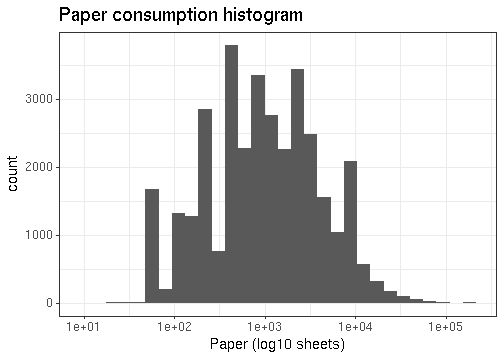 Paper consumption histogram
count
3000
2000
1000
0
1e+01 1e+02 1e+03 1e+04 1e+05
Paper (log10 sheets)